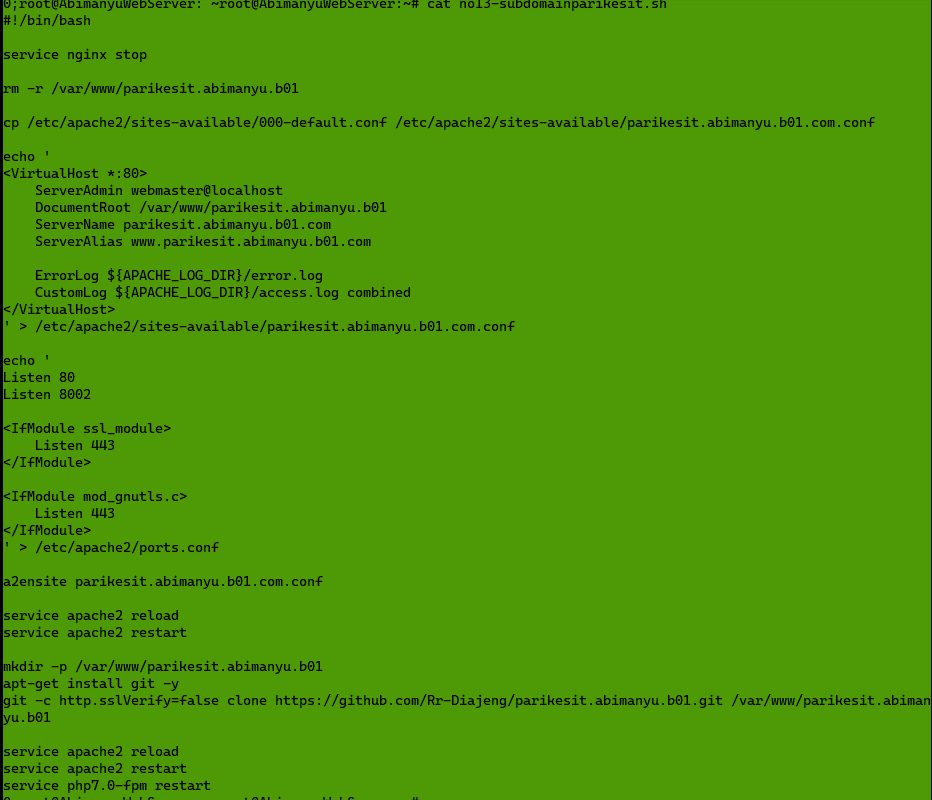 0;root@AbimanyuWebServer: ~root@AbimanyuWebServer:~# cat no13-subdomainparikesit.sh
#!/bin/bash

service nginx stop

rm -r /var/www/parikesit.abimanyu.b01

cp /etc/apache2/sites-available/000-default.conf /etc/apache2/sites-available/parikesit.abimanyu.b01.com.conf

echo '
<VirtualHost *:80>
    ServerAdmin webmaster@localhost
    DocumentRoot /var/www/parikesit.abimanyu.b01
    ServerName parikesit.abimanyu.b01.com
    ServerAlias www.parikesit.abimanyu.b01.com

    ErrorLog ${APACHE_LOG_DIR}/error.log
    CustomLog ${APACHE_LOG_DIR}/access.log combined
</VirtualHost>
' > /etc/apache2/sites-available/parikesit.abimanyu.b01.com.conf

echo '
Listen 80
Listen 8002

<IfModule ssl_module>
    Listen 443
</IfModule>

<IfModule mod_gnutls.c>
    Listen 443
</IfModule>
' > /etc/apache2/ports.conf

a2ensite parikesit.abimanyu.b01.com.conf

service apache2 reload
service apache2 restart

mkdir -p /var/www/parikesit.abimanyu.b01
apt-get install git -y
git -c http.sslVerify=false clone https://github.com/Rr-Diajeng/parikesit.abimanyu.b01.git /var/www/parikesit.abiman
yu.b01

service apache2 reload
service apache2 restart
service php7.0-fpm restart